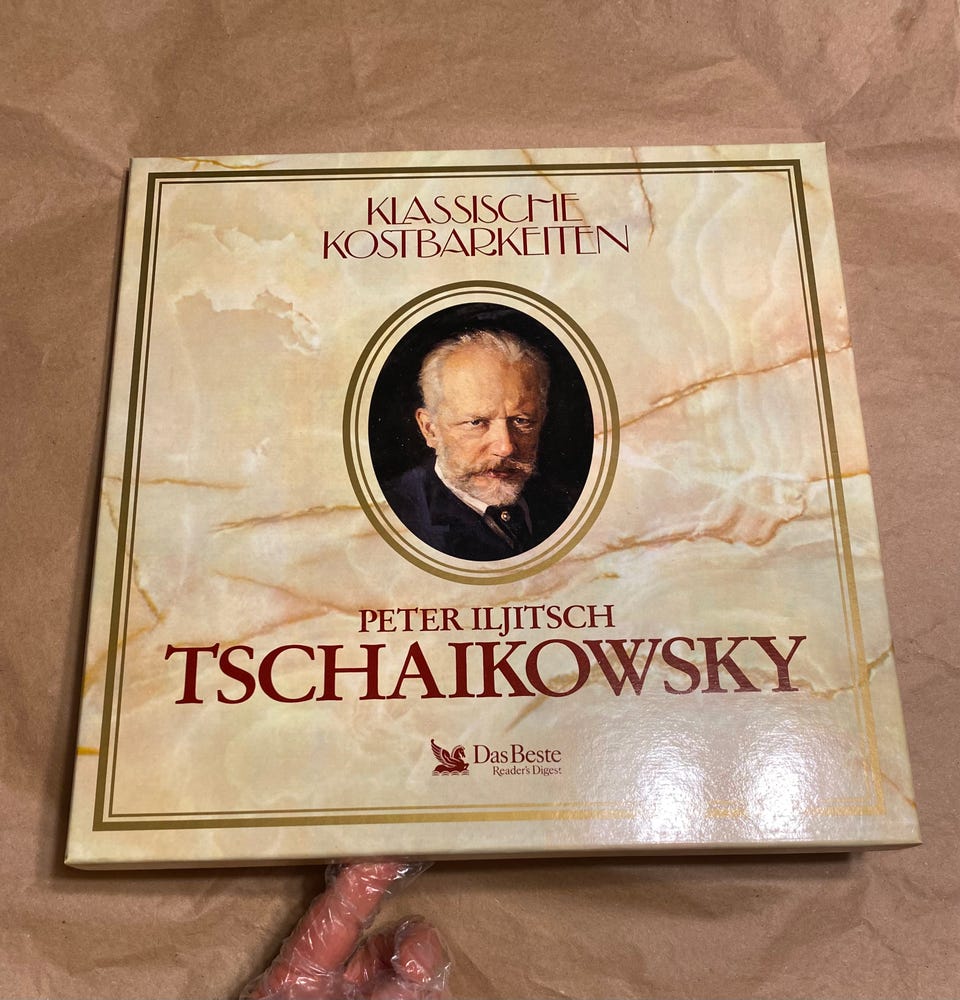 KLASSISCHE
KOSTBARKEITEN
PETER ILJITSCH
TSCHAIKOWSKY
Das Beste
Reader's Digest